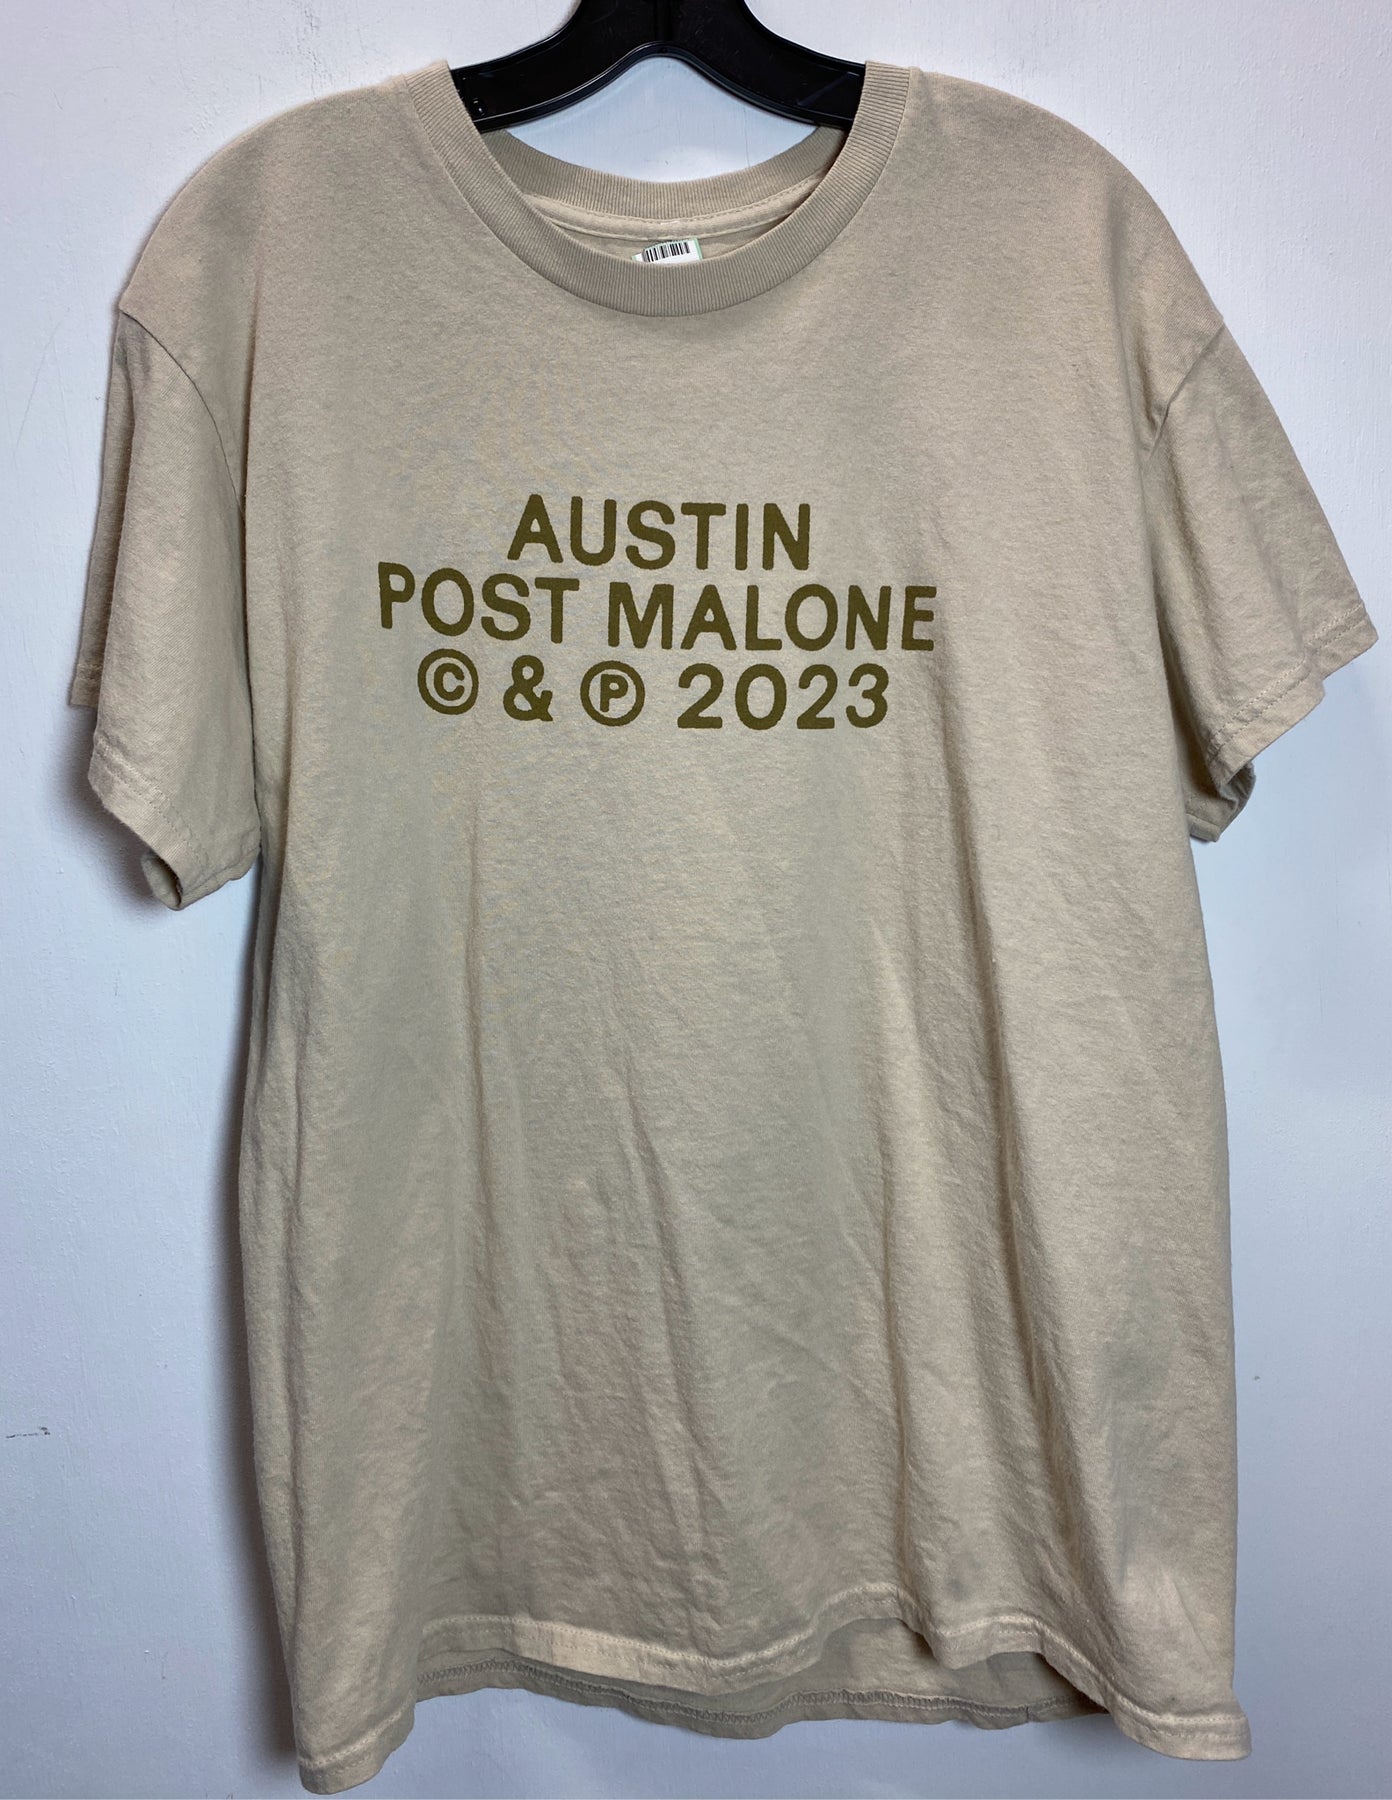 AUSTIN
POST MALONE
© & ℗ 2023